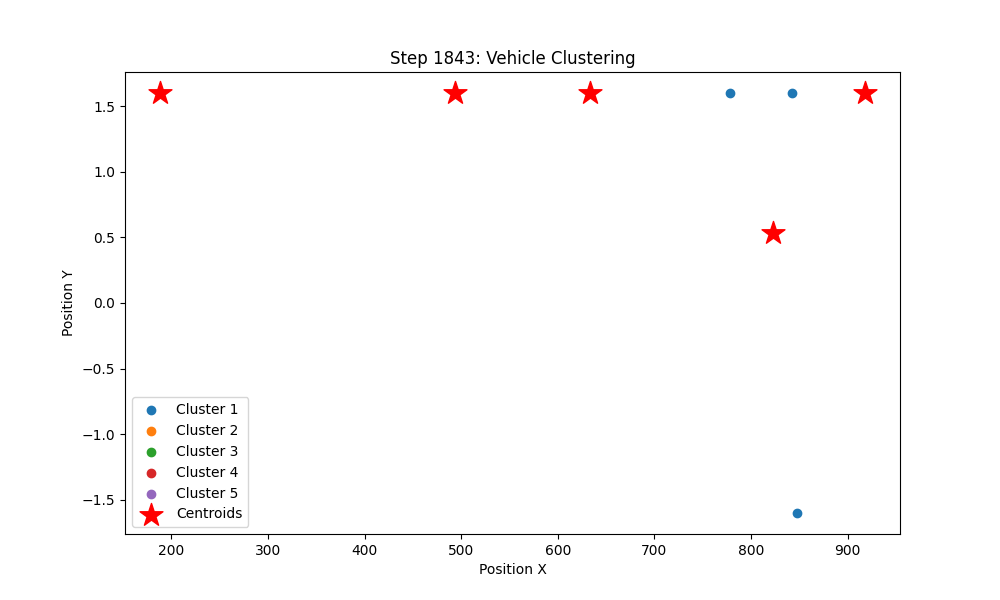 Step 1843: Vehicle Clustering
Position Y
1.5
1.0
0.5
0.0
−0.5
−1.0
−1.5
Cluster 1
Cluster 2
Cluster 3
Cluster 4
Cluster 5
Centroids
200 300 400 500 600 700 800 900
Position X